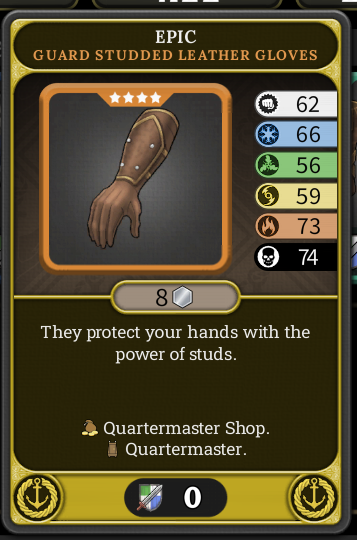 EPIC
GUARD STUDDED LEATHER GLOVES
62
66
56
59
73
74
8
They protect your hands with the
power of studs.
Quartermaster Shop.
Quartermaster.
0